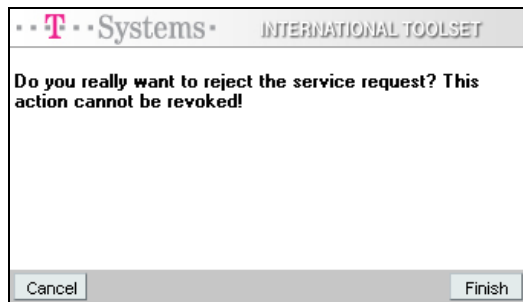 ··T··Systems· INTERNATIONAL TOOLSET
Do you really want to reject the service request? This
action cannot be revoked!
Cancel Finish